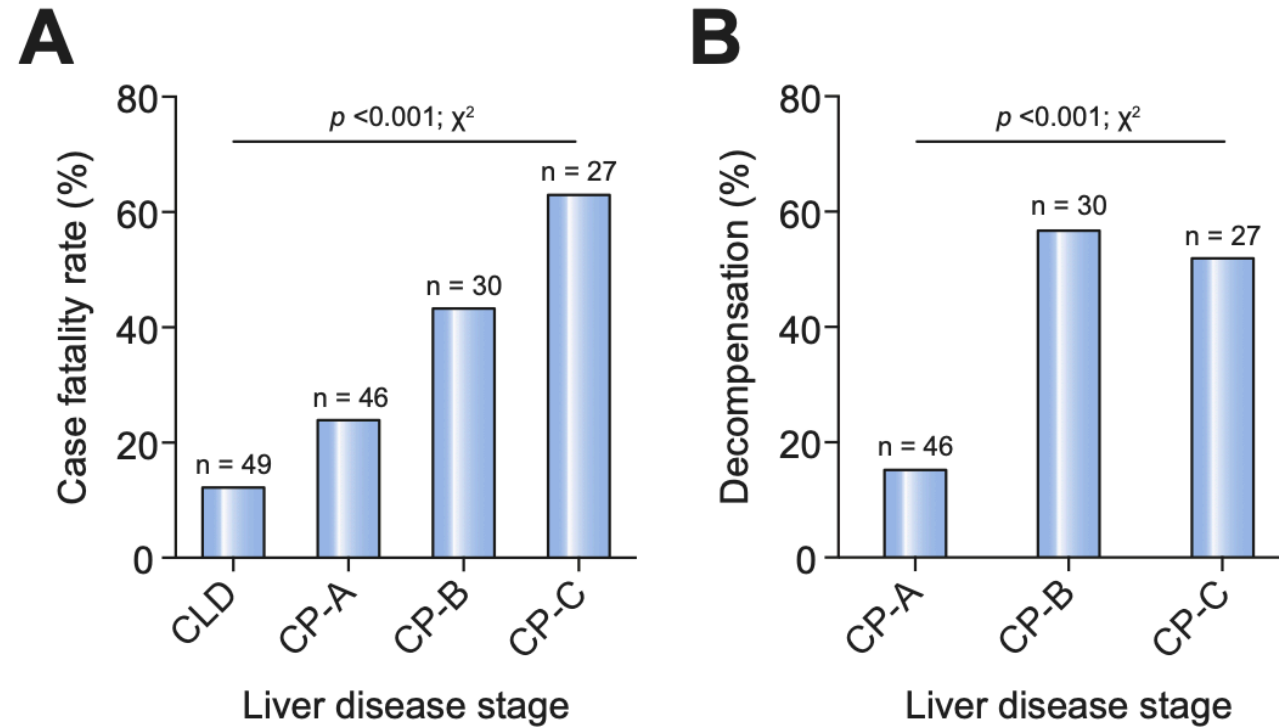 A
Case fatality rate (%)
80
60
40
20
0
p <0.001; χ²
n = 49
n = 46
n = 30
n = 27
CLD
CP-A
CP-B
CP-C
Liver disease stage
B
Decompensation (%)
80
60
40
20
0
p <0.001; χ²
n = 46
n = 30
n = 27
CP-A
CP-B
CP-C
Liver disease stage